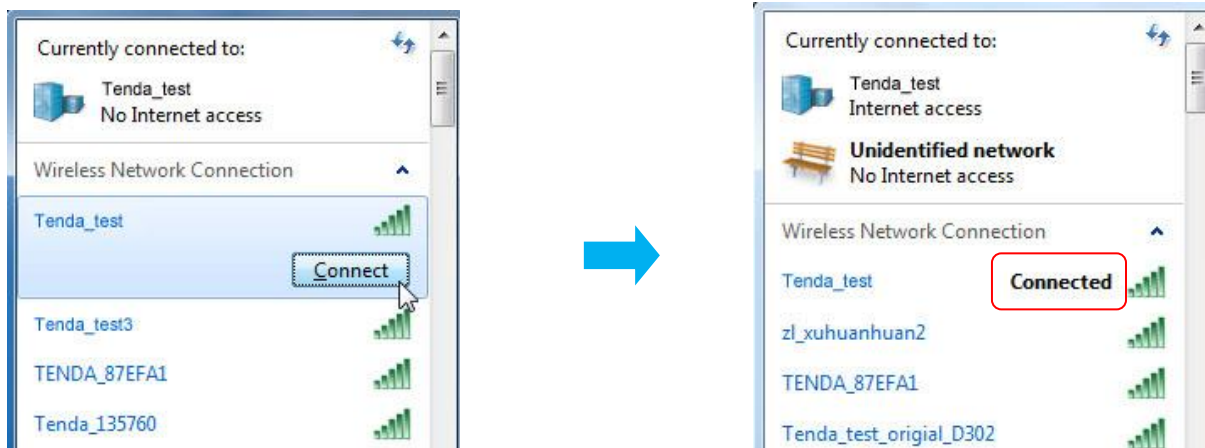 Currently connected to:
Tenda_test
No Internet access
Wireless Network Connection
Tenda_test
Connect
Tenda_test3
TENDA_87EFA1
Tenda_135760
Currently connected to:
Tenda_test
Internet access
Unidentified network
No Internet access
Wireless Network Connection
Tenda_test Connected
zl_xuhuanhuan2
TENDA_87EFA1
Tenda_test_origial_D302